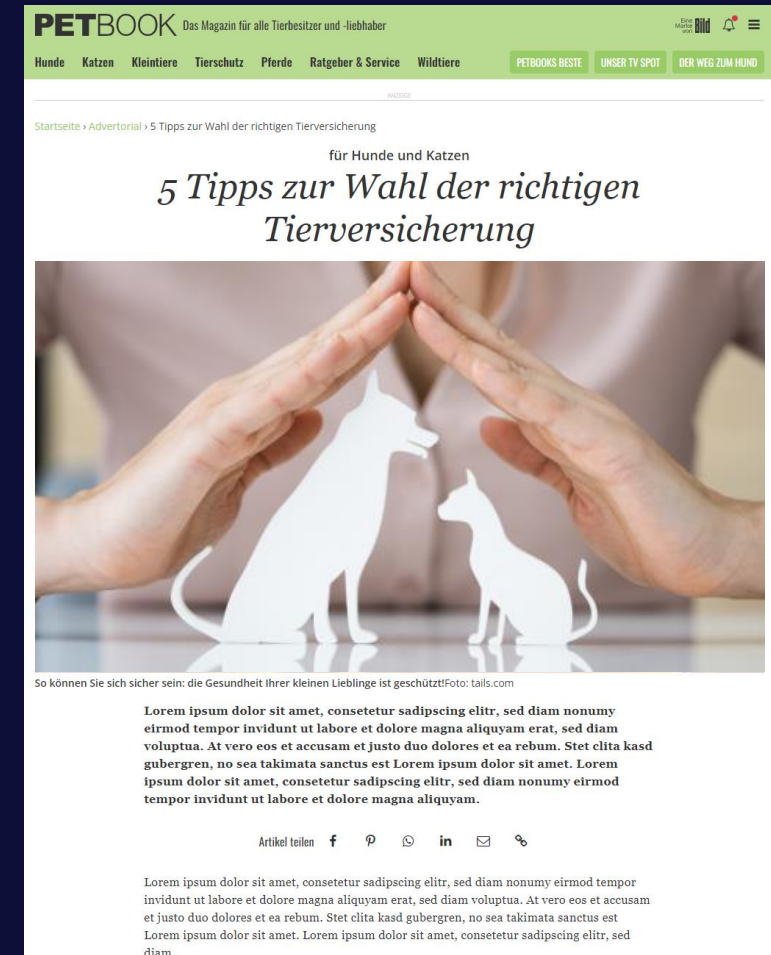 PETBOOK Das Magazin für alle Tierbesitzer und -liebhaber
Eine Marke von Bild
Hunde Katzen Kleintiere Tierschutz Pferde Ratgeber & Service Wildtiere PETBOOKS BESTE UNSER TV SPOT DER WEG ZUM HUND
ANZEIGE
Startseite › Advertorial › 5 Tipps zur Wahl der richtigen Tierversicherung
für Hunde und Katzen
5 Tipps zur Wahl der richtigen
Tierversicherung
So können Sie sich sicher sein: die Gesundheit Ihrer kleinen Lieblinge ist geschützt!Foto: tails.com
Lorem ipsum dolor sit amet, consetetur sadipscing elitr, sed diam nonumy
eirmod tempor invidunt ut labore et dolore magna aliquyam erat, sed diam
voluptua. At vero eos et accusam et justo duo dolores et ea rebum. Stet clita kasd
gubergren, no sea takimata sanctus est Lorem ipsum dolor sit amet. Lorem
ipsum dolor sit amet, consetetur sadipscing elitr, sed diam nonumy eirmod
tempor invidunt ut labore et dolore magna aliquyam.
Artikel teilen
Lorem ipsum dolor sit amet, consetetur sadipscing elitr, sed diam nonumy eirmod tempor
invidunt ut labore et dolore magna aliquyam erat, sed diam voluptua. At vero eos et accusam
et justo duo dolores et ea rebum. Stet clita kasd gubergren, no sea takimata sanctus est
Lorem ipsum dolor sit amet. Lorem ipsum dolor sit amet, consetetur sadipscing elitr, sed
diam